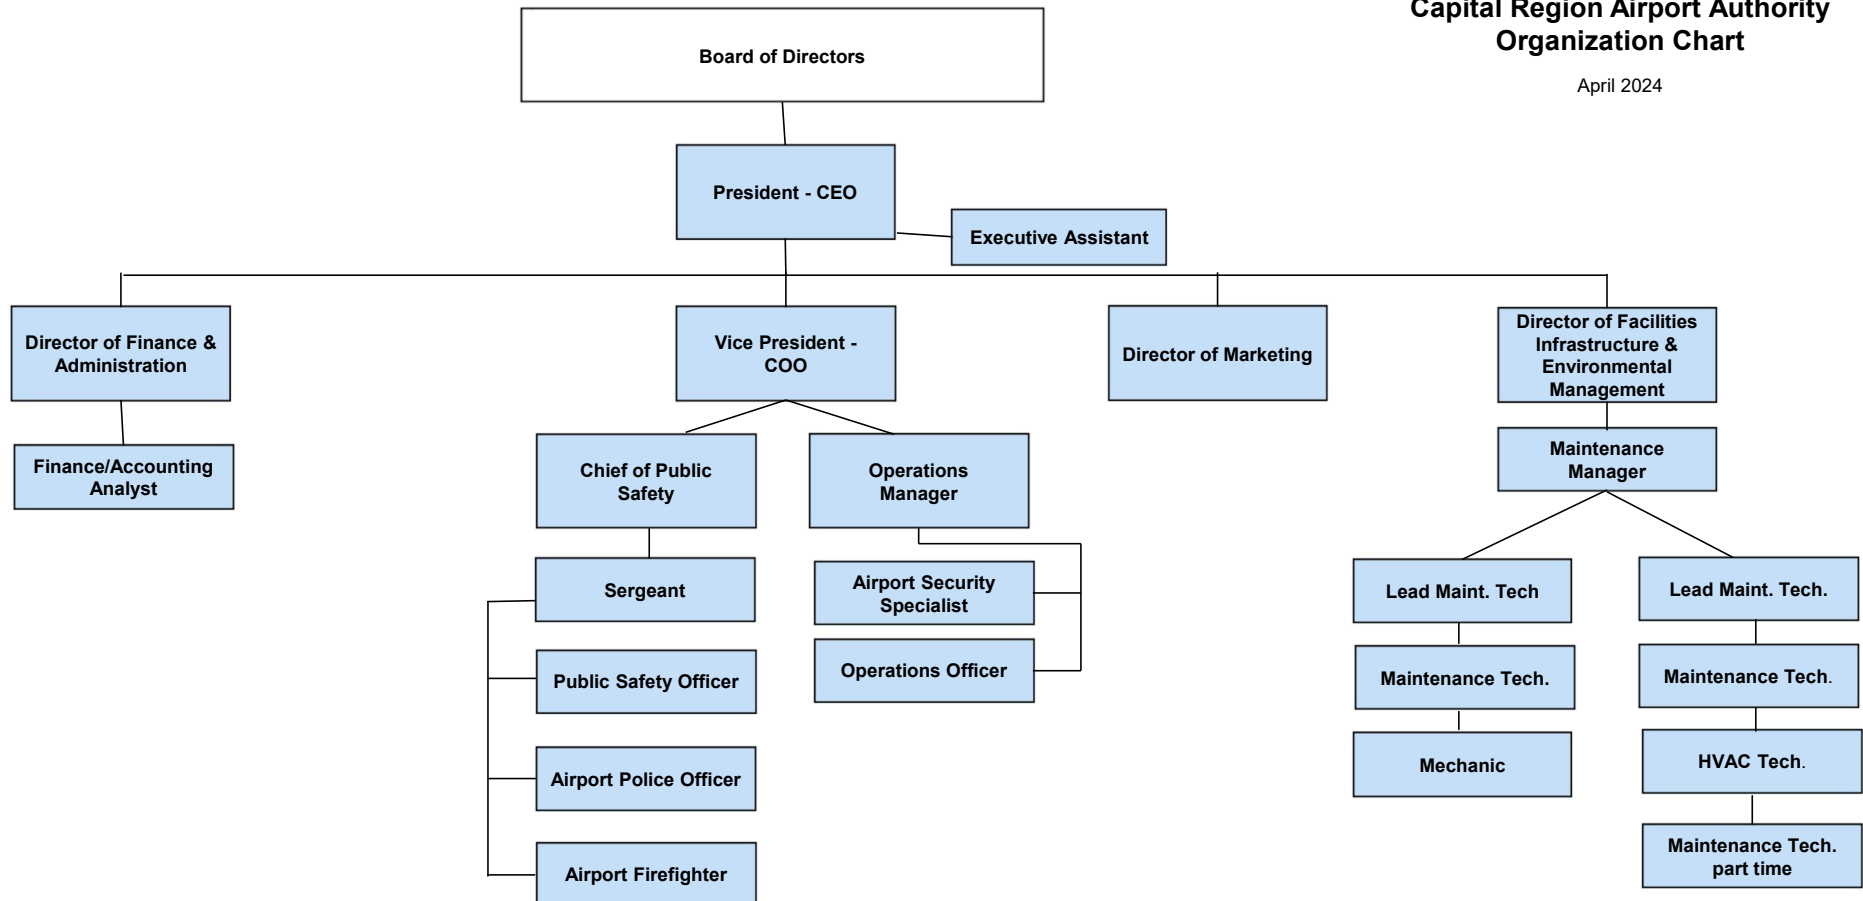 Capital Region Airport Authority
Organization Chart
April 2024
Board of Directors
President - CEO
Executive Assistant
Director of Finance &
Administration
Vice President -
COO
Director of Marketing
Director of Facilities
Infrastructure &
Environmental
Management
Finance/Accounting
Analyst
Chief of Public
Safety
Operations
Manager
Maintenance
Manager
Sergeant
Airport Security
Specialist
Lead Maint. Tech
Lead Maint. Tech.
Public Safety Officer
Operations Officer
Maintenance Tech.
Maintenance Tech.
Airport Police Officer
Mechanic
HVAC Tech.
Airport Firefighter
Maintenance Tech.
part time